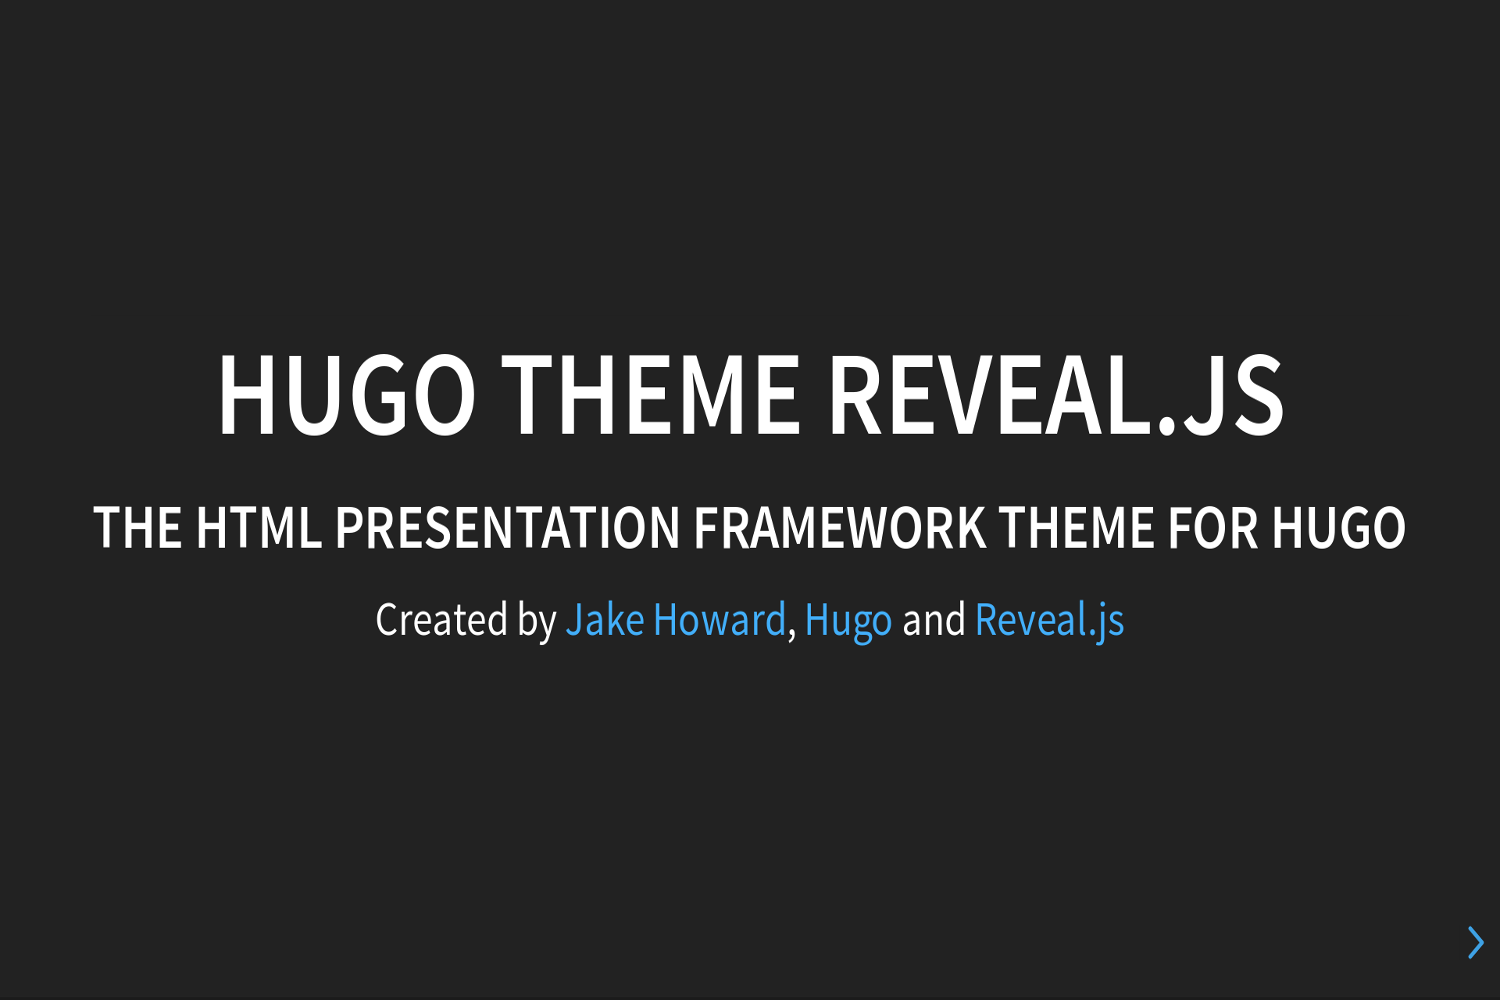 HUGO THEME REVEAL.JS
THE HTML PRESENTATION FRAMEWORK THEME FOR HUGO
Created by Jake Howard, Hugo and Reveal.js